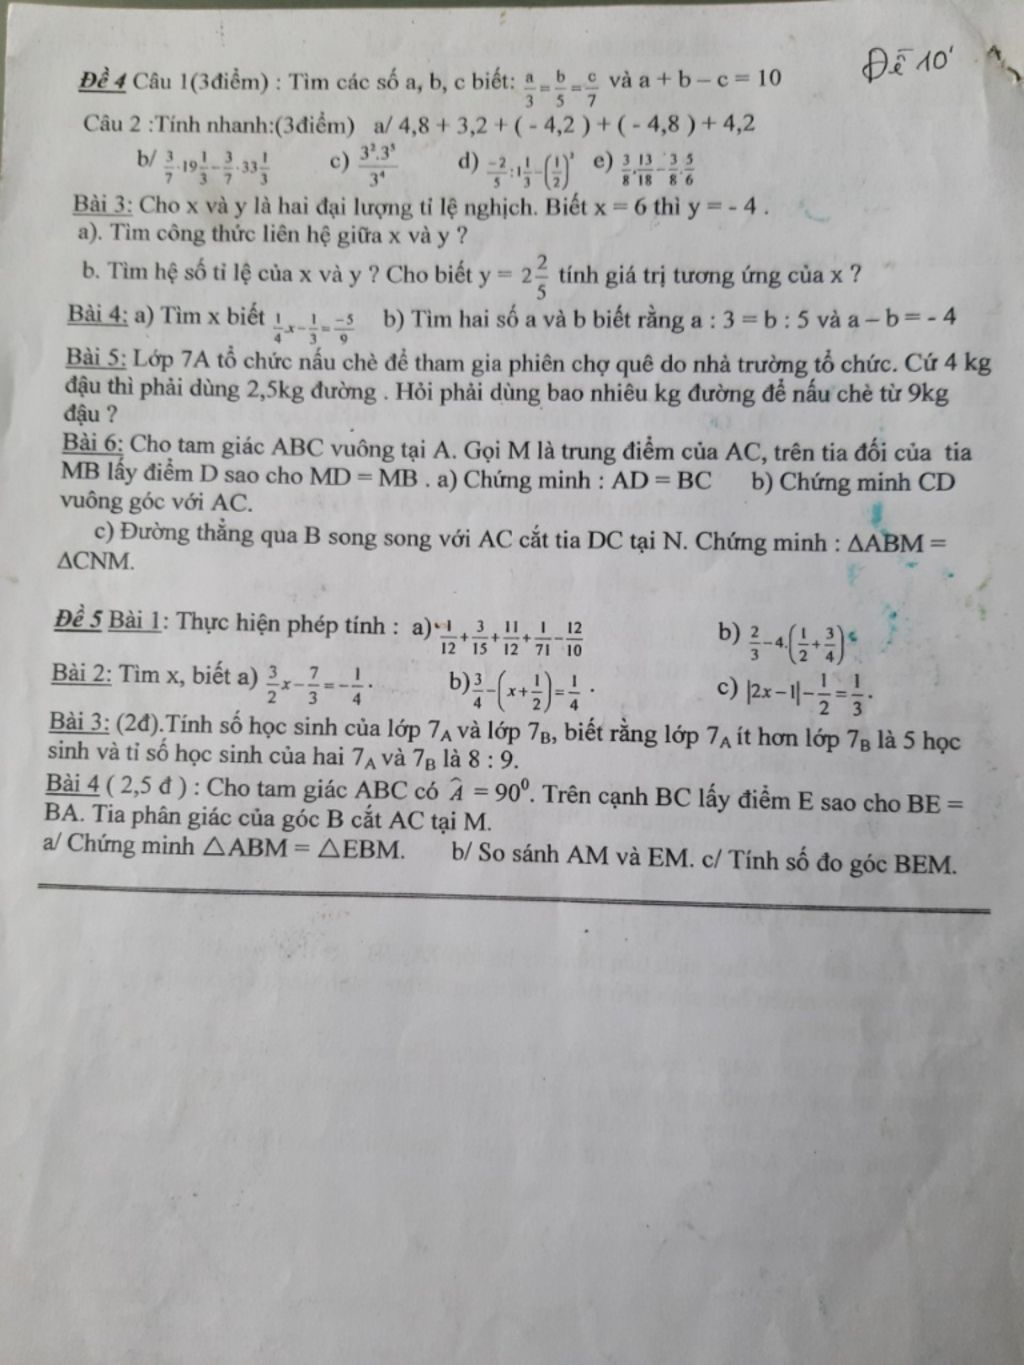 Đề 10
Đề 4 Câu 1(3điểm) : Tìm các số a, b, c biết: a/3 = b/5 = c/7 và a + b – c = 10
Câu 2 :Tính nhanh:(3điểm) a/ 4,8 + 3,2 + ( - 4,2 ) + ( - 4,8 ) + 4,2
b/ 3/7 . 19 1/3 - 3/7 . 33 1/3 c) 3².3⁵/3⁴ d) -2/5 : 1 1/3 - (1/2)² e) 3/8 . 13/18 - 3/8 . 5/6
Bài 3: Cho x và y là hai đại lượng tỉ lệ nghịch. Biết x = 6 thì y = - 4 .
a). Tìm công thức liên hệ giữa x và y ?
b. Tìm hệ số tỉ lệ của x và y ? Cho biết y = 2 2/5 tính giá trị tương ứng của x ?
Bài 4: a) Tìm x biết 1/4 .x - 1/3 = -5/9 b) Tìm hai số a và b biết rằng a : 3 = b : 5 và a – b = - 4
Bài 5: Lớp 7A tổ chức nấu chè để tham gia phiên chợ quê do nhà trường tổ chức. Cứ 4 kg
đậu thì phải dùng 2,5kg đường . Hỏi phải dùng bao nhiêu kg đường để nấu chè từ 9kg
đậu ?
Bài 6: Cho tam giác ABC vuông tại A. Gọi M là trung điểm của AC, trên tia đối của tia
MB lấy điểm D sao cho MD = MB . a) Chứng minh : AD = BC b) Chứng minh CD
vuông góc với AC.
c) Đường thẳng qua B song song với AC cắt tia DC tại N. Chứng minh : ΔABM =
ΔCNM.
Đề 5 Bài 1: Thực hiện phép tính : a) 1/12 + 3/15 + 11/12 + 1/71 - 12/10 b) 2/3 - 4.(1/2 + 3/4)
Bài 2: Tìm x, biết a) 3/2 x - 7/3 = - 1/4 . b) 3/4 - (x + 1/2) = 1/4 . c) |2x - 1| - 1/2 = 1/3 .
Bài 3: (2đ).Tính số học sinh của lớp 7A và lớp 7B, biết rằng lớp 7A ít hơn lớp 7B là 5 học
sinh và tỉ số học sinh của hai 7A và 7B là 8 : 9.
Bài 4 ( 2,5 đ ) : Cho tam giác ABC có Â = 90⁰. Trên cạnh BC lấy điểm E sao cho BE =
BA. Tia phân giác của góc B cắt AC tại M.
a/ Chứng minh △ABM = △EBM. b/ So sánh AM và EM. c/ Tính số đo góc BEM.